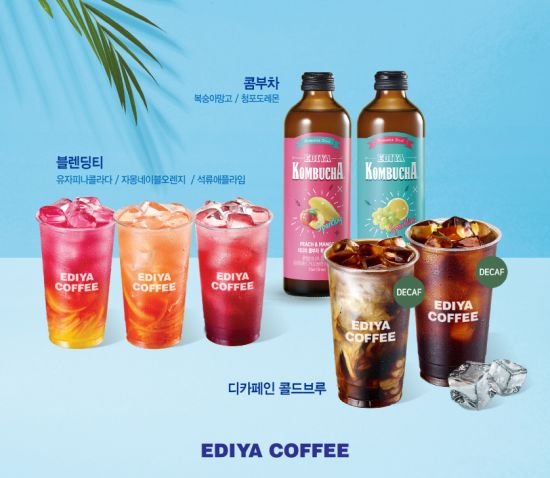 콤부차
복숭아망고 / 청포도레몬
블렌딩티
유자피나콜라다 / 자몽네이블오렌지 / 석류애플라임
EDIYA
KOMBUCHA
Sparkling
PEACH & MANGO
EDIYA
KOMBUCHA
EDIYA
COFFEE
EDIYA
COFFEE
EDIYA
COFFEE
DECAF
EDIYA
COFFEE
DECAF
EDIYA
COFFEE
디카페인 콜드브루
EDIYA COFFEE